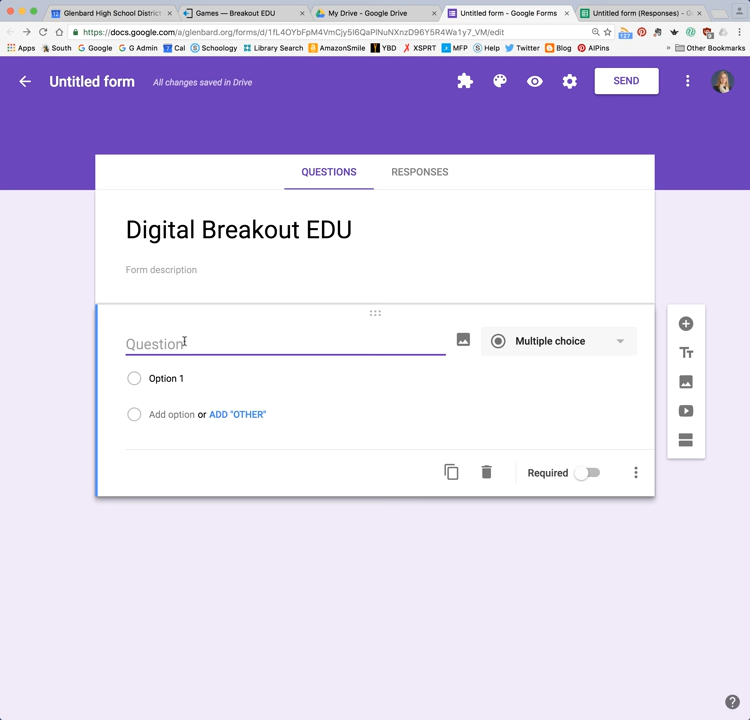 Glenbard High School District
Games — Breakout EDU
My Drive - Google Drive
Untitled form - Google Forms
Untitled form (Responses) - G
https://docs.google.com/a/glenbard.org/forms/d/1fL4OYbFpM4VmCjy5I6QaPINuNXnzD96Y5R4Wa1y7_VM/edit
Apps South Google G Admin Cal Schoology Library Search AmazonSmile YBD XSPRT MFP Help Twitter Blog AIPins » Other Bookmarks
Untitled form All changes saved in Drive SEND
QUESTIONS RESPONSES
Digital Breakout EDU
Form description
Question Multiple choice
Option 1
Add option or ADD "OTHER"
Required